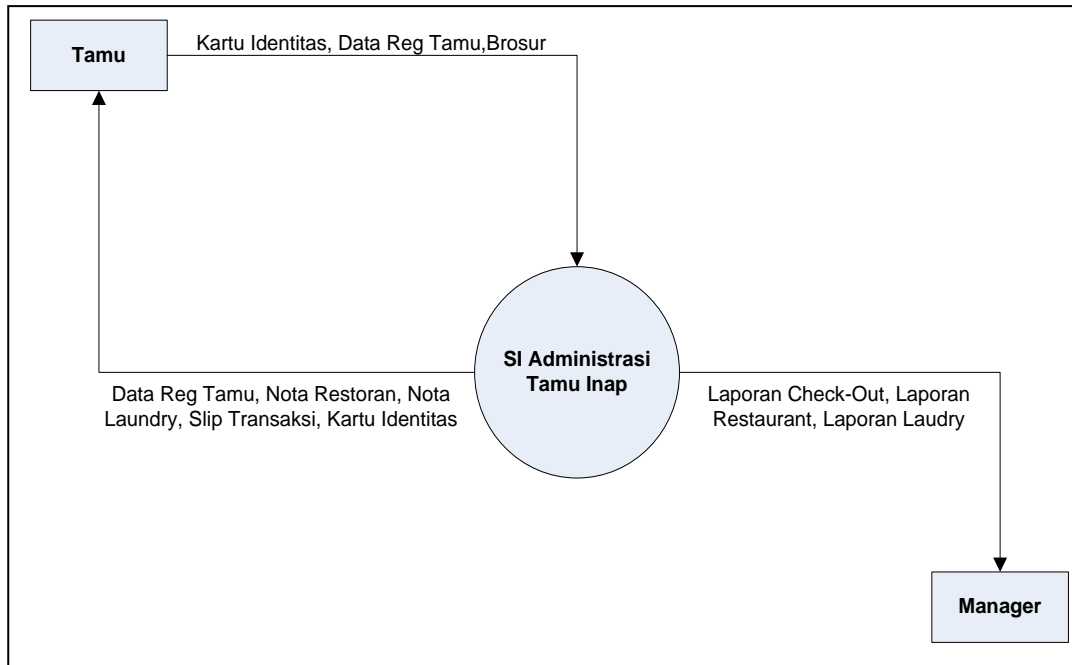 Tamu
Kartu Identitas, Data Reg Tamu,Brosur
SI Administrasi
Tamu Inap
Data Reg Tamu, Nota Restoran, Nota
Laundry, Slip Transaksi, Kartu Identitas
Laporan Check-Out, Laporan
Restaurant, Laporan Laudry
Manager